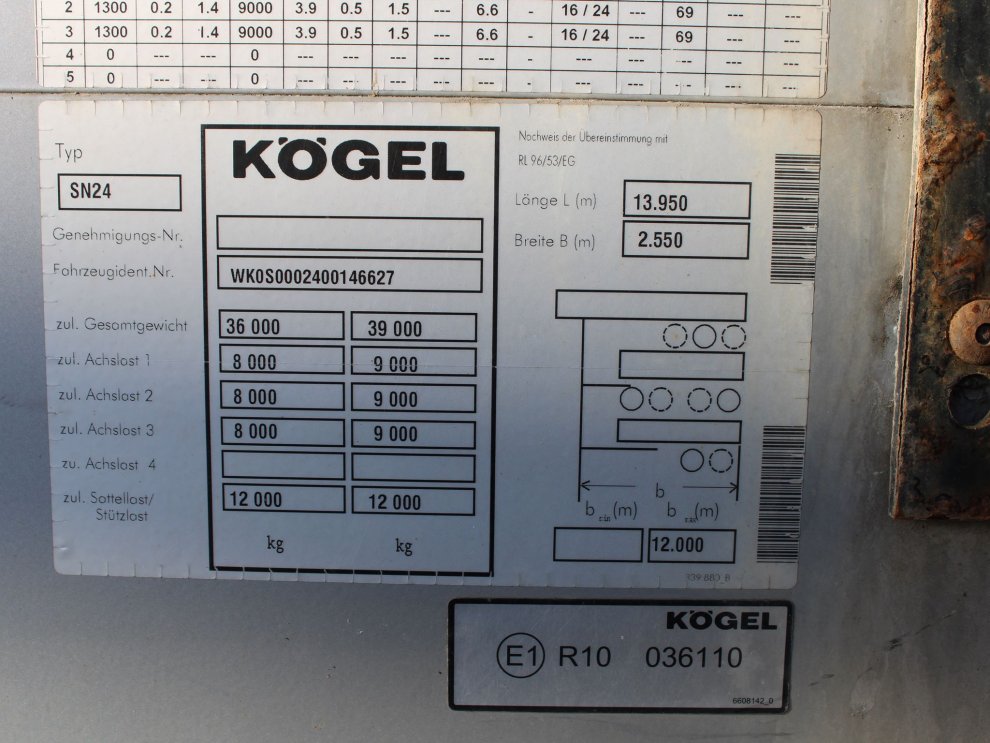 2 1300 0.2 1.4 9000 3.9 0.5 1.5 --- 6.6 - 16 / 24 --- 69 --- ---
3 1300 0.2 1.4 9000 3.9 0.5 1.5 --- 6.6 - 16 / 24 --- 69 --- ---
4 0 --- --- 0 --- --- --- --- --- - --- --- --- --- ---
5 0 --- --- 0 --- --- --- --- --- - --- --- --- --- ---
Typ
SN24
KÖGEL
Genehmigungs-Nr.
Fahrzeugident.Nr.
WK0S0002400146627
zul. Gesamtgewicht 36 000 39 000
zul. Achslast 1 8 000 9 000
zul. Achslast 2 8 000 9 000
zul. Achslast 3 8 000 9 000
zu. Achslast 4
zul. Sattellast/
Stützlast
12 000 12 000
kg kg
Nachweis der Übereinstimmung mit
RL 96/53/EG
Länge L (m) 13.950
Breite B (m) 2.550
b
b min (m) b max (m)
12.000
339 880_B
KÖGEL
E1 R10 036110
6608142_0